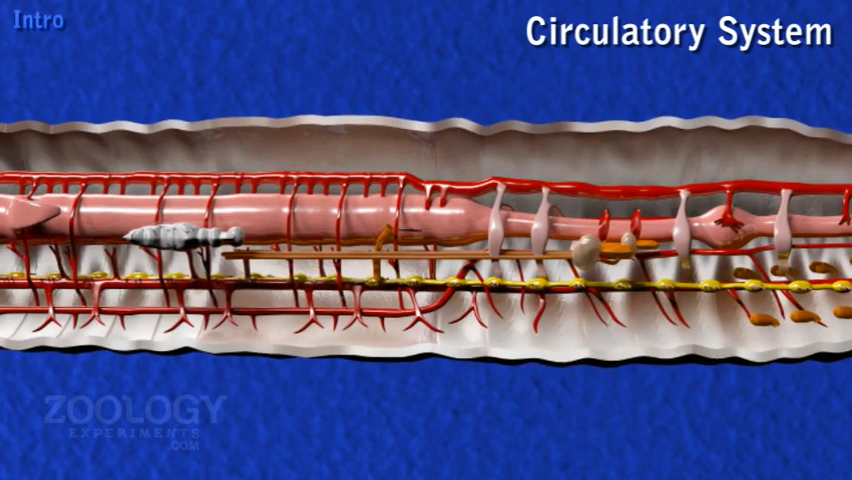 Intro
Circulatory System
ZOOLOGY
EXPERIMENTS
.COM